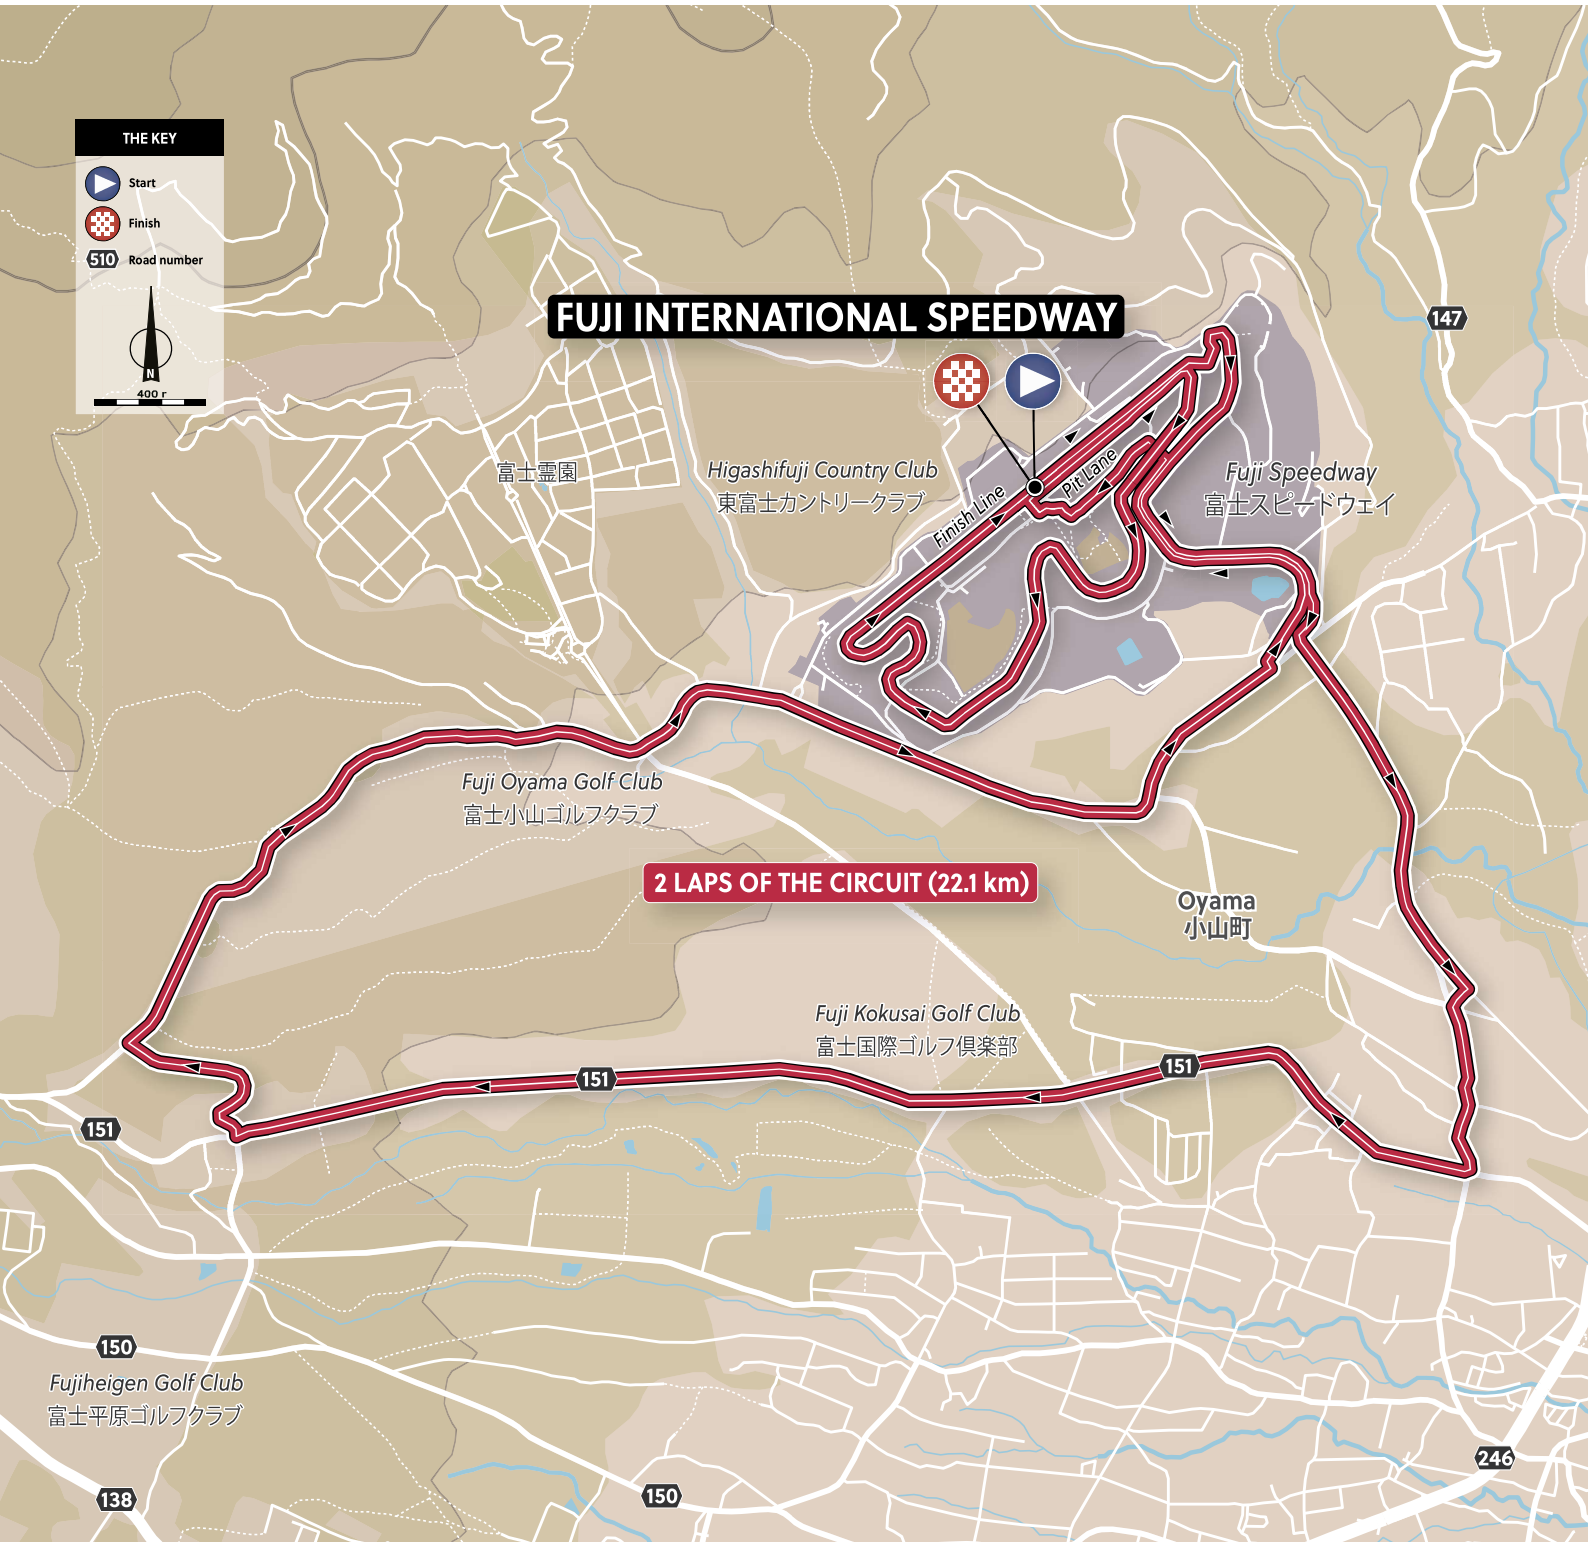 THE KEY
Start
Finish
510 Road number
N
400 r
FUJI INTERNATIONAL SPEEDWAY
147
富士霊園
Higashifuji Country Club
東富士カントリークラブ
Finish Line
Pit Lane
Fuji Speedway
富士スピードウェイ
Fuji Oyama Golf Club
富士小山ゴルフクラブ
2 LAPS OF THE CIRCUIT (22.1 km)
Oyama
小山町
Fuji Kokusai Golf Club
富士国際ゴルフ倶楽部
151
151
151
150
Fujiheigen Golf Club
富士平原ゴルフクラブ
138
150
246